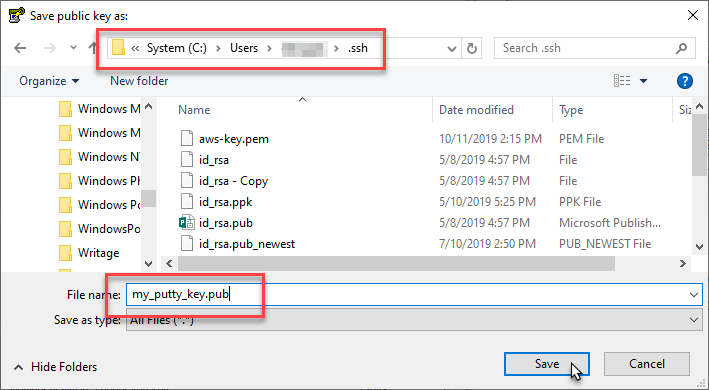 Save public key as:
« System (C:) › Users › › .ssh
Search .ssh
Organize New folder
Name Date modified Type Siz
Windows M
Windows M
Windows N
Windows PH
Windows Po
WindowsPo
Writage
aws-key.pem 10/11/2019 2:15 PM PEM File
id_rsa 5/8/2019 4:57 PM File
id_rsa - Copy 5/8/2019 4:57 PM File
id_rsa.ppk 5/10/2019 5:25 PM PPK File
id_rsa.pub 5/8/2019 4:57 PM Microsoft Publish...
id_rsa.pub_newest 7/10/2019 2:50 PM PUB_NEWEST File
File name: my_putty_key.pub
Save as type: All Files (*.*)
Hide Folders Save Cancel